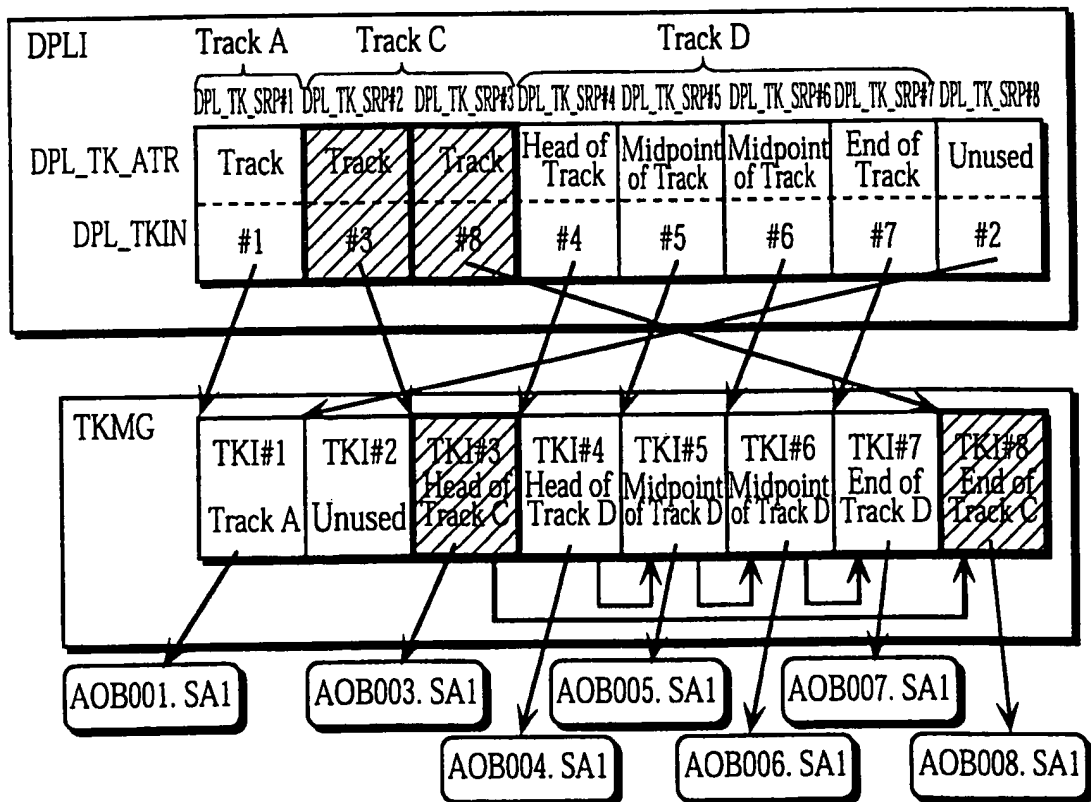 DPLI
Track A Track C Track D
DPL_TK_SRP#1 DPL_TK_SRP#2 DPL_TK_SRP#3 DPL_TK_SRP#4 DPL_TK_SRP#5 DPL_TK_SRP#6 DPL_TK_SRP#7 DPL_TK_SRP#8
DPL_TK_ATR
Track
Track
Track
Head of
Track
Midpoint
of Track
Midpoint
of Track
End of
Track
Unused
DPL_TKIN
#1 #3 #8 #4 #5 #6 #7 #2
TKMG
TKI#1
Track A
TKI#2
Unused
TKI#3
Head of
Track C
TKI#4
Head of
Track D
TKI#5
Midpoint
of Track D
TKI#6
Midpoint
of Track D
TKI#7
End of
Track D
TKI#8
End of
Track C
AOB001. SA1
AOB003. SA1
AOB005. SA1
AOB007. SA1
AOB004. SA1
AOB006. SA1
AOB008. SA1